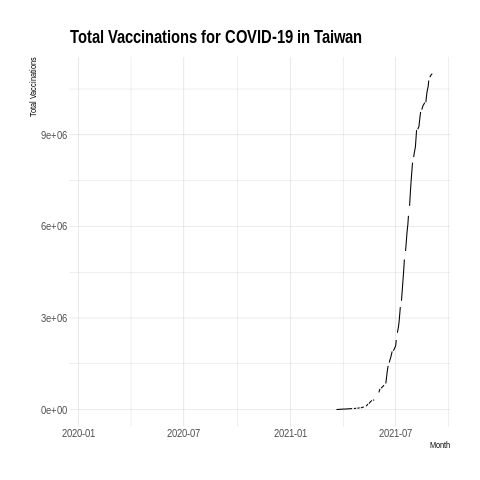 Total Vaccinations for COVID-19 in Taiwan
Total Vaccinations
9e+06
6e+06
3e+06
0e+00
2020-01 2020-07 2021-01 2021-07
Month